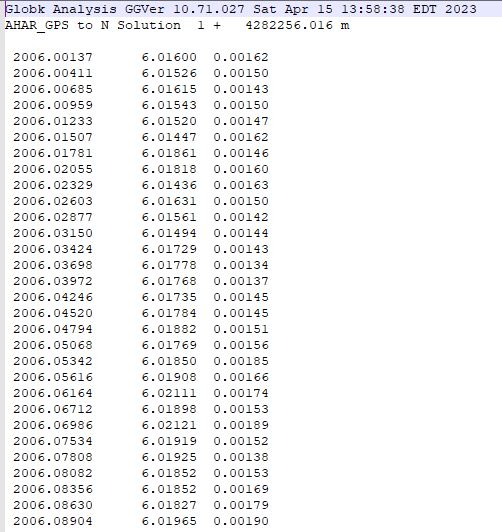 Globk Analysis GGVer 10.71.027 Sat Apr 15 13:58:38 EDT 2023
AHAR_GPS to N Solution  1 +   4282256.016 m
2006.00137      6.01600  0.00162
2006.00411      6.01526  0.00150
2006.00685      6.01615  0.00143
2006.00959      6.01543  0.00150
2006.01233      6.01520  0.00147
2006.01507      6.01447  0.00162
2006.01781      6.01861  0.00146
2006.02055      6.01818  0.00160
2006.02329      6.01436  0.00163
2006.02603      6.01631  0.00150
2006.02877      6.01561  0.00142
2006.03150      6.01494  0.00144
2006.03424      6.01729  0.00143
2006.03698      6.01778  0.00134
2006.03972      6.01768  0.00137
2006.04246      6.01735  0.00145
2006.04520      6.01784  0.00145
2006.04794      6.01882  0.00151
2006.05068      6.01769  0.00156
2006.05342      6.01850  0.00185
2006.05616      6.01908  0.00166
2006.06164      6.02111  0.00174
2006.06712      6.01898  0.00153
2006.06986      6.02121  0.00189
2006.07534      6.01919  0.00152
2006.07808      6.01925  0.00138
2006.08082      6.01852  0.00153
2006.08356      6.01852  0.00169
2006.08630      6.01827  0.00179
2006.08904      6.01965  0.00190